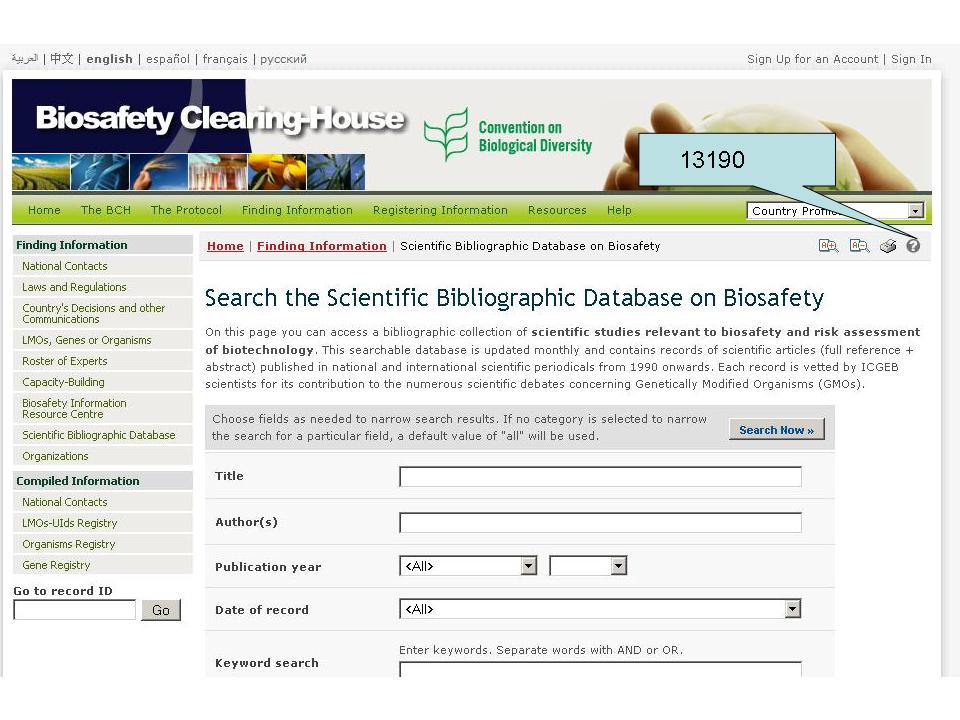 العربية | 中文 | english | español | français | русский
Sign Up for an Account | Sign In
Biosafety Clearing-House
Convention on
Biological Diversity
13190
Home The BCH The Protocol Finding Information Registering Information Resources Help
Country Profile
Finding Information
National Contacts
Laws and Regulations
Country's Decisions and other
Communications
LMOs, Genes or Organisms
Roster of Experts
Capacity-Building
Biosafety Information
Resource Centre
Scientific Bibliographic Database
Organizations
Compiled Information
National Contacts
LMOs-UIds Registry
Organisms Registry
Gene Registry
Go to record ID
Go
Home | Finding Information | Scientific Bibliographic Database on Biosafety
Search the Scientific Bibliographic Database on Biosafety
On this page you can access a bibliographic collection of scientific studies relevant to biosafety and risk assessment
of biotechnology. This searchable database is updated monthly and contains records of scientific articles (full reference +
abstract) published in national and international scientific periodicals from 1990 onwards. Each record is vetted by ICGEB
scientists for its contribution to the numerous scientific debates concerning Genetically Modified Organisms (GMOs).
Choose fields as needed to narrow search results. If no category is selected to narrow
the search for a particular field, a default value of "all" will be used.
Search Now »
Title
Author(s)
Publication year <All>
Date of record <All>
Enter keywords. Separate words with AND or OR.
Keyword search